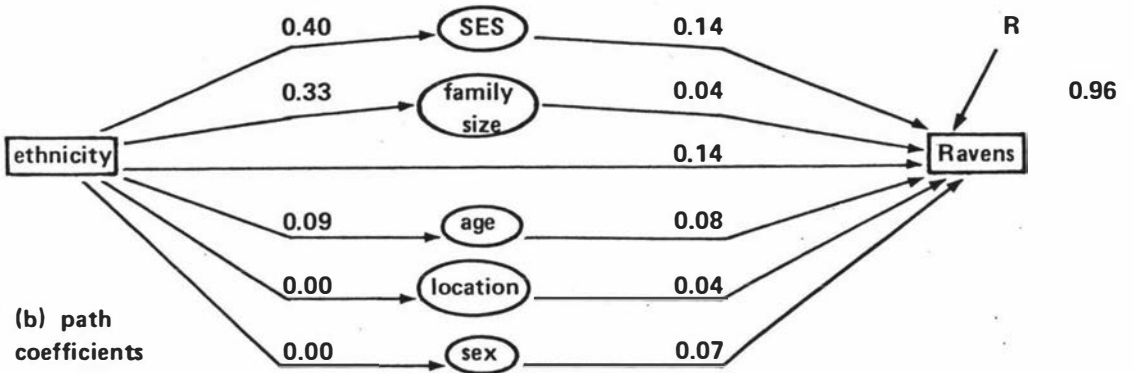 0.40 SES 0.14 R
0.33 family size 0.04 0.96
ethnicity 0.14 Ravens
0.09 age 0.08
0.00 location 0.04
(b) path
coefficients 0.00 sex 0.07